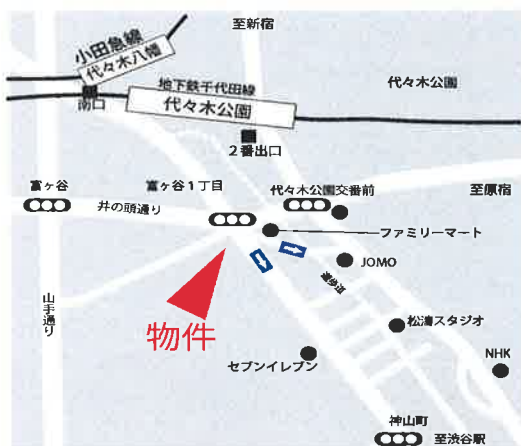 至新宿
小田急線
代々木八幡
南口
地下鉄千代田線
代々木公園
代々木公園
2番出口
富ヶ谷
富ヶ谷1丁目
代々木公園交番前
至原宿
井の頭通り
ファミリーマート
JOMO
遊歩道
山手通り
物件
松濤スタジオ
セブンイレブン
NHK
神山町
至渋谷駅